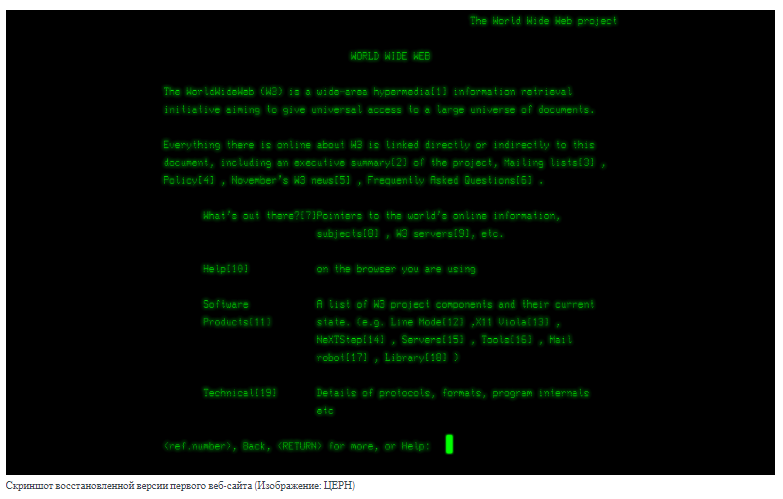 The World Wide Web project
WORLD WIDE WEB
The WorldWideWeb (W3) is a wide-area hypermedia[1] information retrieval
initiative aiming to give universal access to a large universe of documents.
Everything there is online about W3 is linked directly or indirectly to this
document, including an executive summary[2] of the project, Mailing lists[3] ,
Policy[4] , November's W3 news[5] , Frequently Asked Questions[6] .
What's out there?[7]Pointers to the world's online information,
subjects[8] , W3 servers[9], etc.
Help[10] on the browser you are using
Software A list of W3 project components and their current
Products[11] state. (e.g. Line Mode[12] ,X11 Viola[13] ,
NeXTStep[14] , Servers[15] , Tools[16] , Mail
robot[17] , Library[18] )
Technical[19] Details of protocols, formats, program internals
etc
<ref.number>, Back, <RETURN> for more, or Help:
Скриншот восстановленной версии первого веб-сайта (Изображение: ЦЕРН)